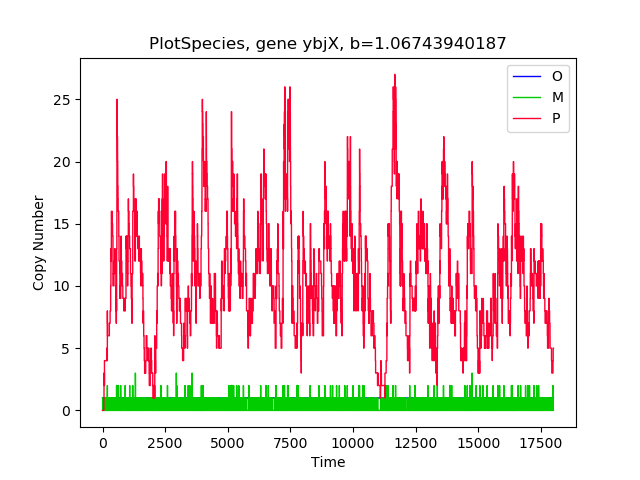 PlotSpecies, gene ybjX, b=1.06743940187
O
M
P
25
20
15
10
5
0
Copy Number
0 2500 5000 7500 10000 12500 15000 17500
Time